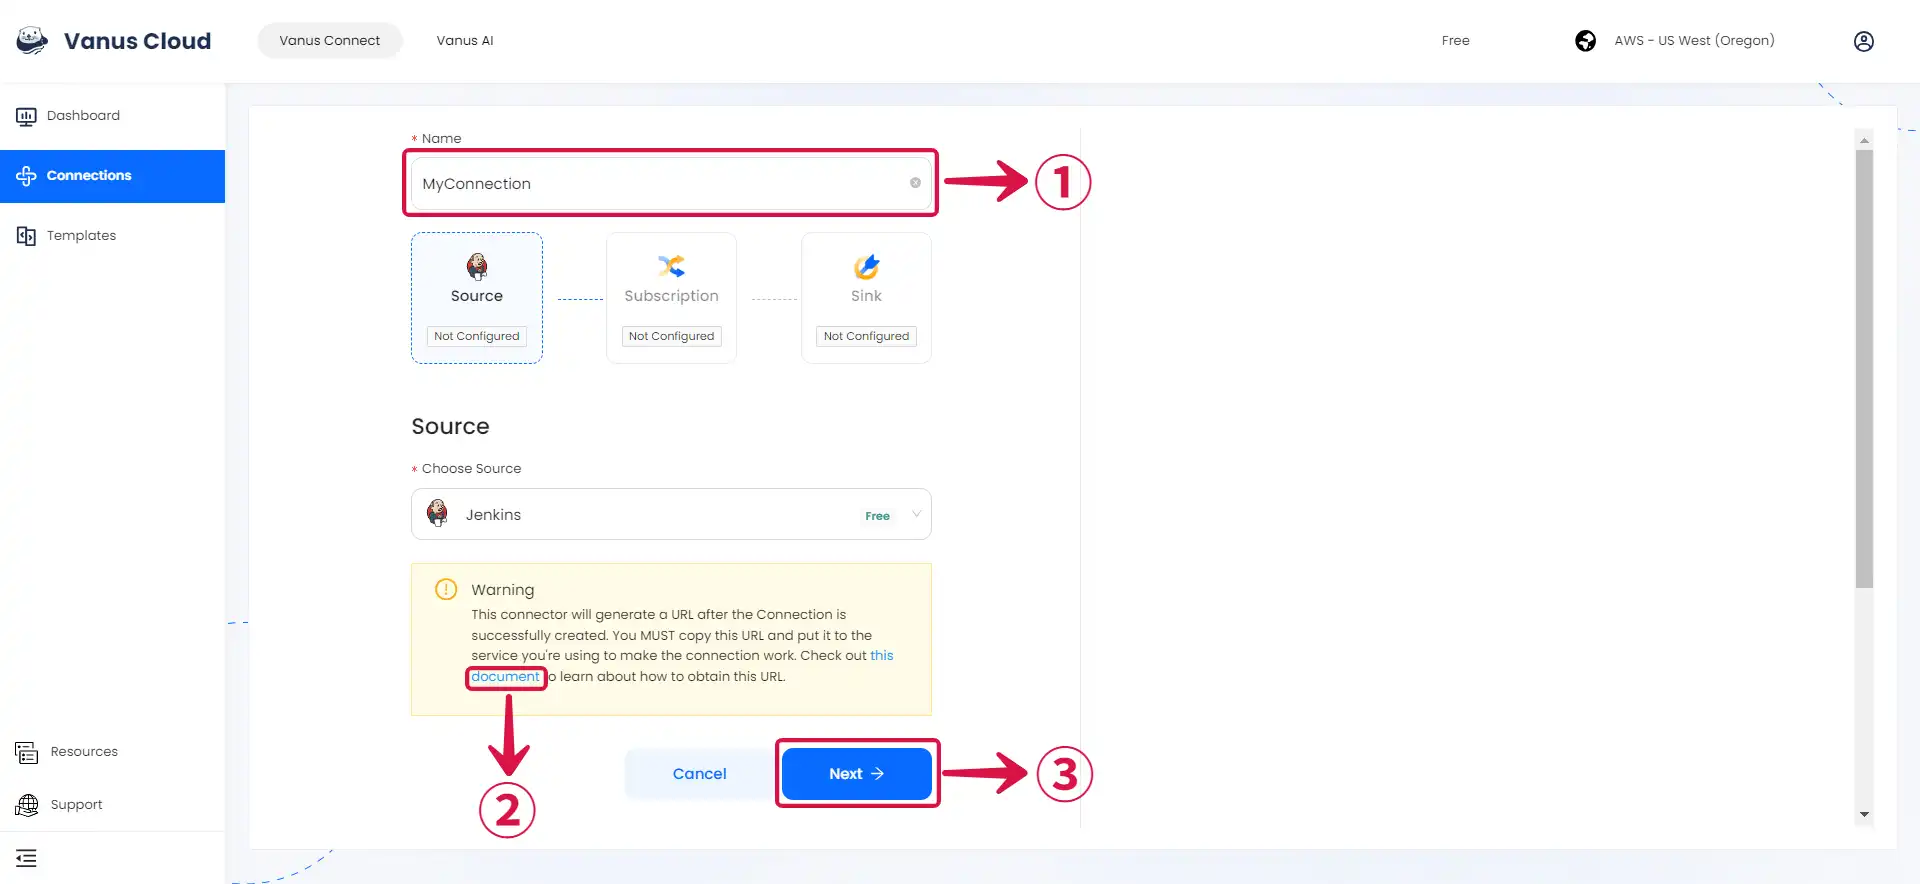 Vanus Cloud
Vanus Connect
Vanus AI
Free
AWS - US West (Oregon)
Dashboard
Connections
Templates
Resources
Support
* Name
MyConnection
1
Source
Not Configured
Subscription
Not Configured
Sink
Not Configured
Source
* Choose Source
Jenkins
Free
Warning
This connector will generate a URL after the Connection is
successfully created. You MUST copy this URL and put it to the
service you're using to make the connection work. Check out this
document o learn about how to obtain this URL.
2
Cancel
Next →
3